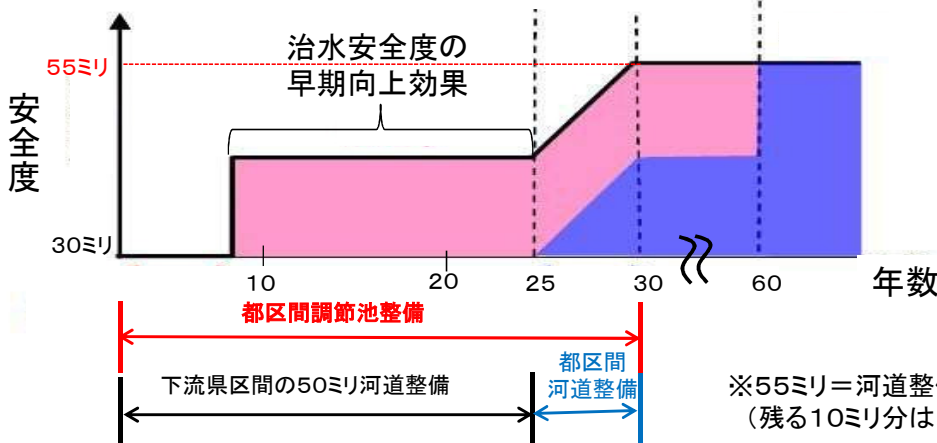 治水安全度の
早期向上効果
55ミリ
安全度
30ミリ
10
20
25
30
60
年数
都区間調節池整備
下流県区間の50ミリ河道整備
都区間
河道整備
※55ミリ=河道整
(残る10ミリ分は